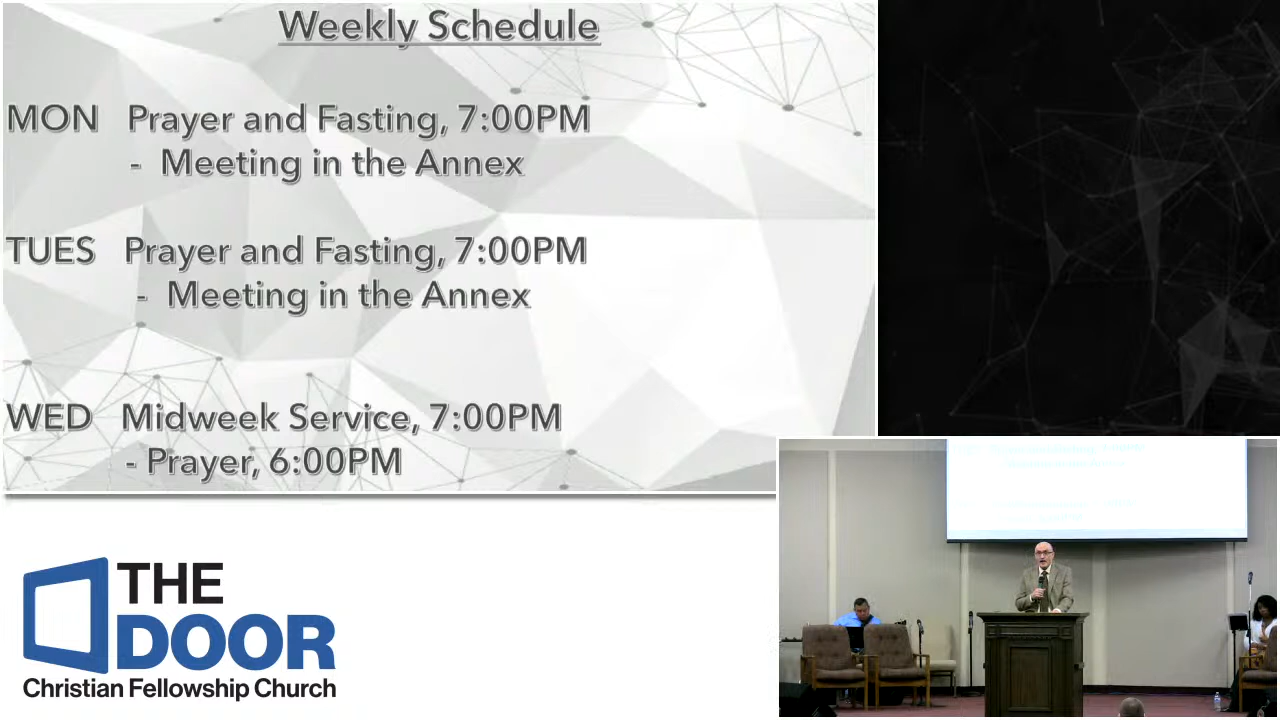 Weekly Schedule
MON Prayer and Fasting, 7:00PM
- Meeting in the Annex
TUES Prayer and Fasting, 7:00PM
- Meeting in the Annex
WED Midweek Service, 7:00PM
- Prayer, 6:00PM
THE
DOOR
Christian Fellowship Church